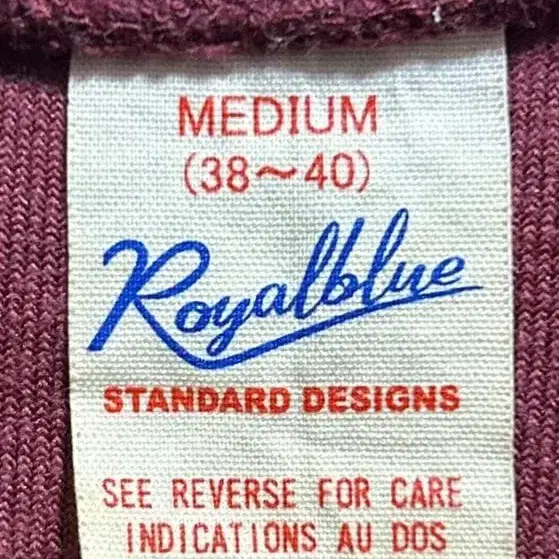 MEDIUM
(38～40)
Royalblue
STANDARD DESIGNS
SEE REVERSE FOR CARE
INDICATIONS AU DOS